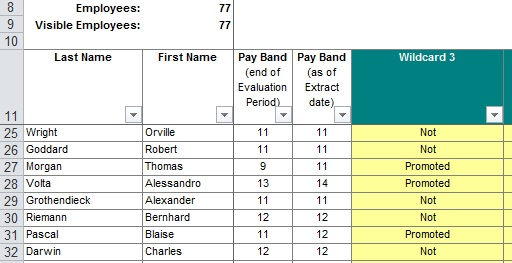 8 Employees: 77
9 Visible Employees: 77
10
11 Last Name First Name Pay Band (end of Evaluation Period) Pay Band (as of Extract date) Wildcard 3
25 Wright Orville 11 11 Not
26 Goddard Robert 11 11 Not
27 Morgan Thomas 9 11 Promoted
28 Volta Alessandro 13 14 Promoted
29 Grothendieck Alexander 11 11 Not
30 Riemann Bernhard 12 12 Not
31 Pascal Blaise 11 12 Promoted
32 Darwin Charles 12 12 Not